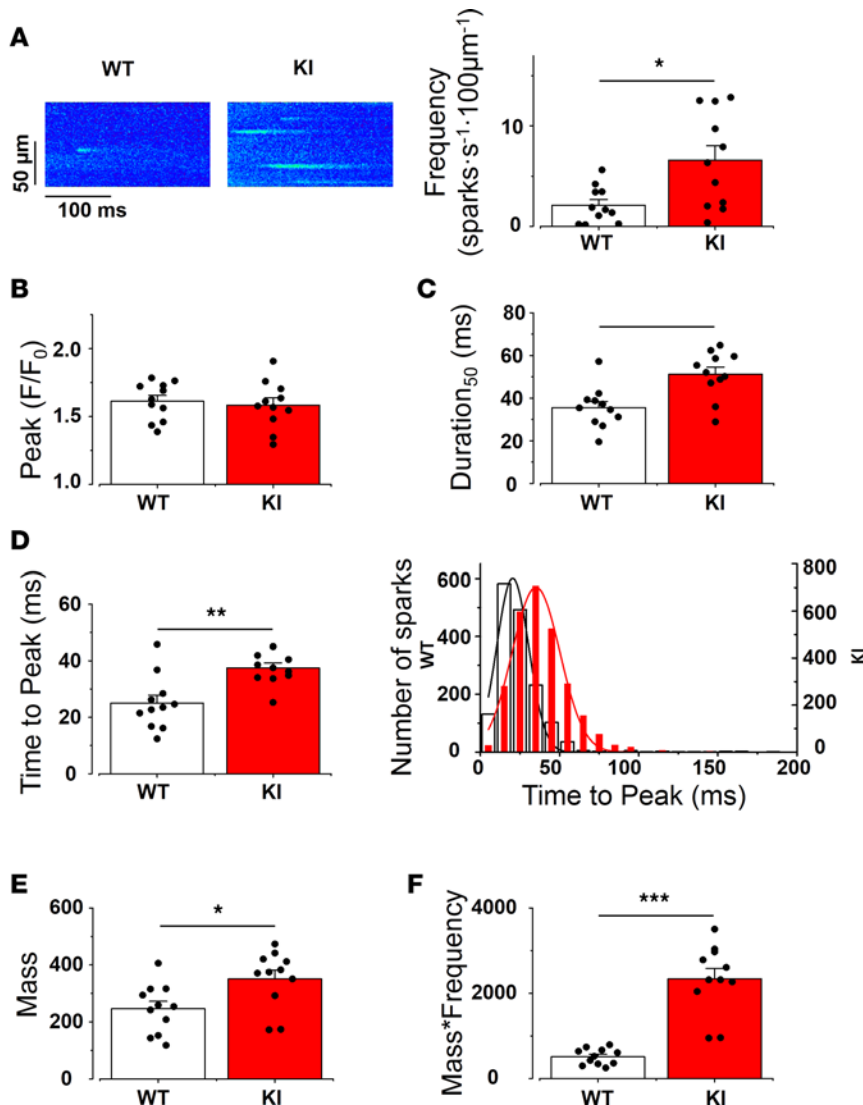 A
WT
KI
50 µm
100 ms
Frequency
(sparks·s⁻¹·100µm⁻¹)
*
10
0
WT
KI
B
Peak (F/F₀)
2.0
1.5
1.0
WT
KI
C
Duration₅₀ (ms)
80
60
40
20
0
WT
KI
D
Time to Peak (ms)
60
40
20
0
**
WT
KI
Number of sparks
WT
600
400
200
0
800
600
400
200
0
KI
0
50
100
150
200
Time to Peak (ms)
E
Mass
600
400
200
0
*
WT
KI
F
Mass*Frequency
4000
2000
0
***
WT
KI